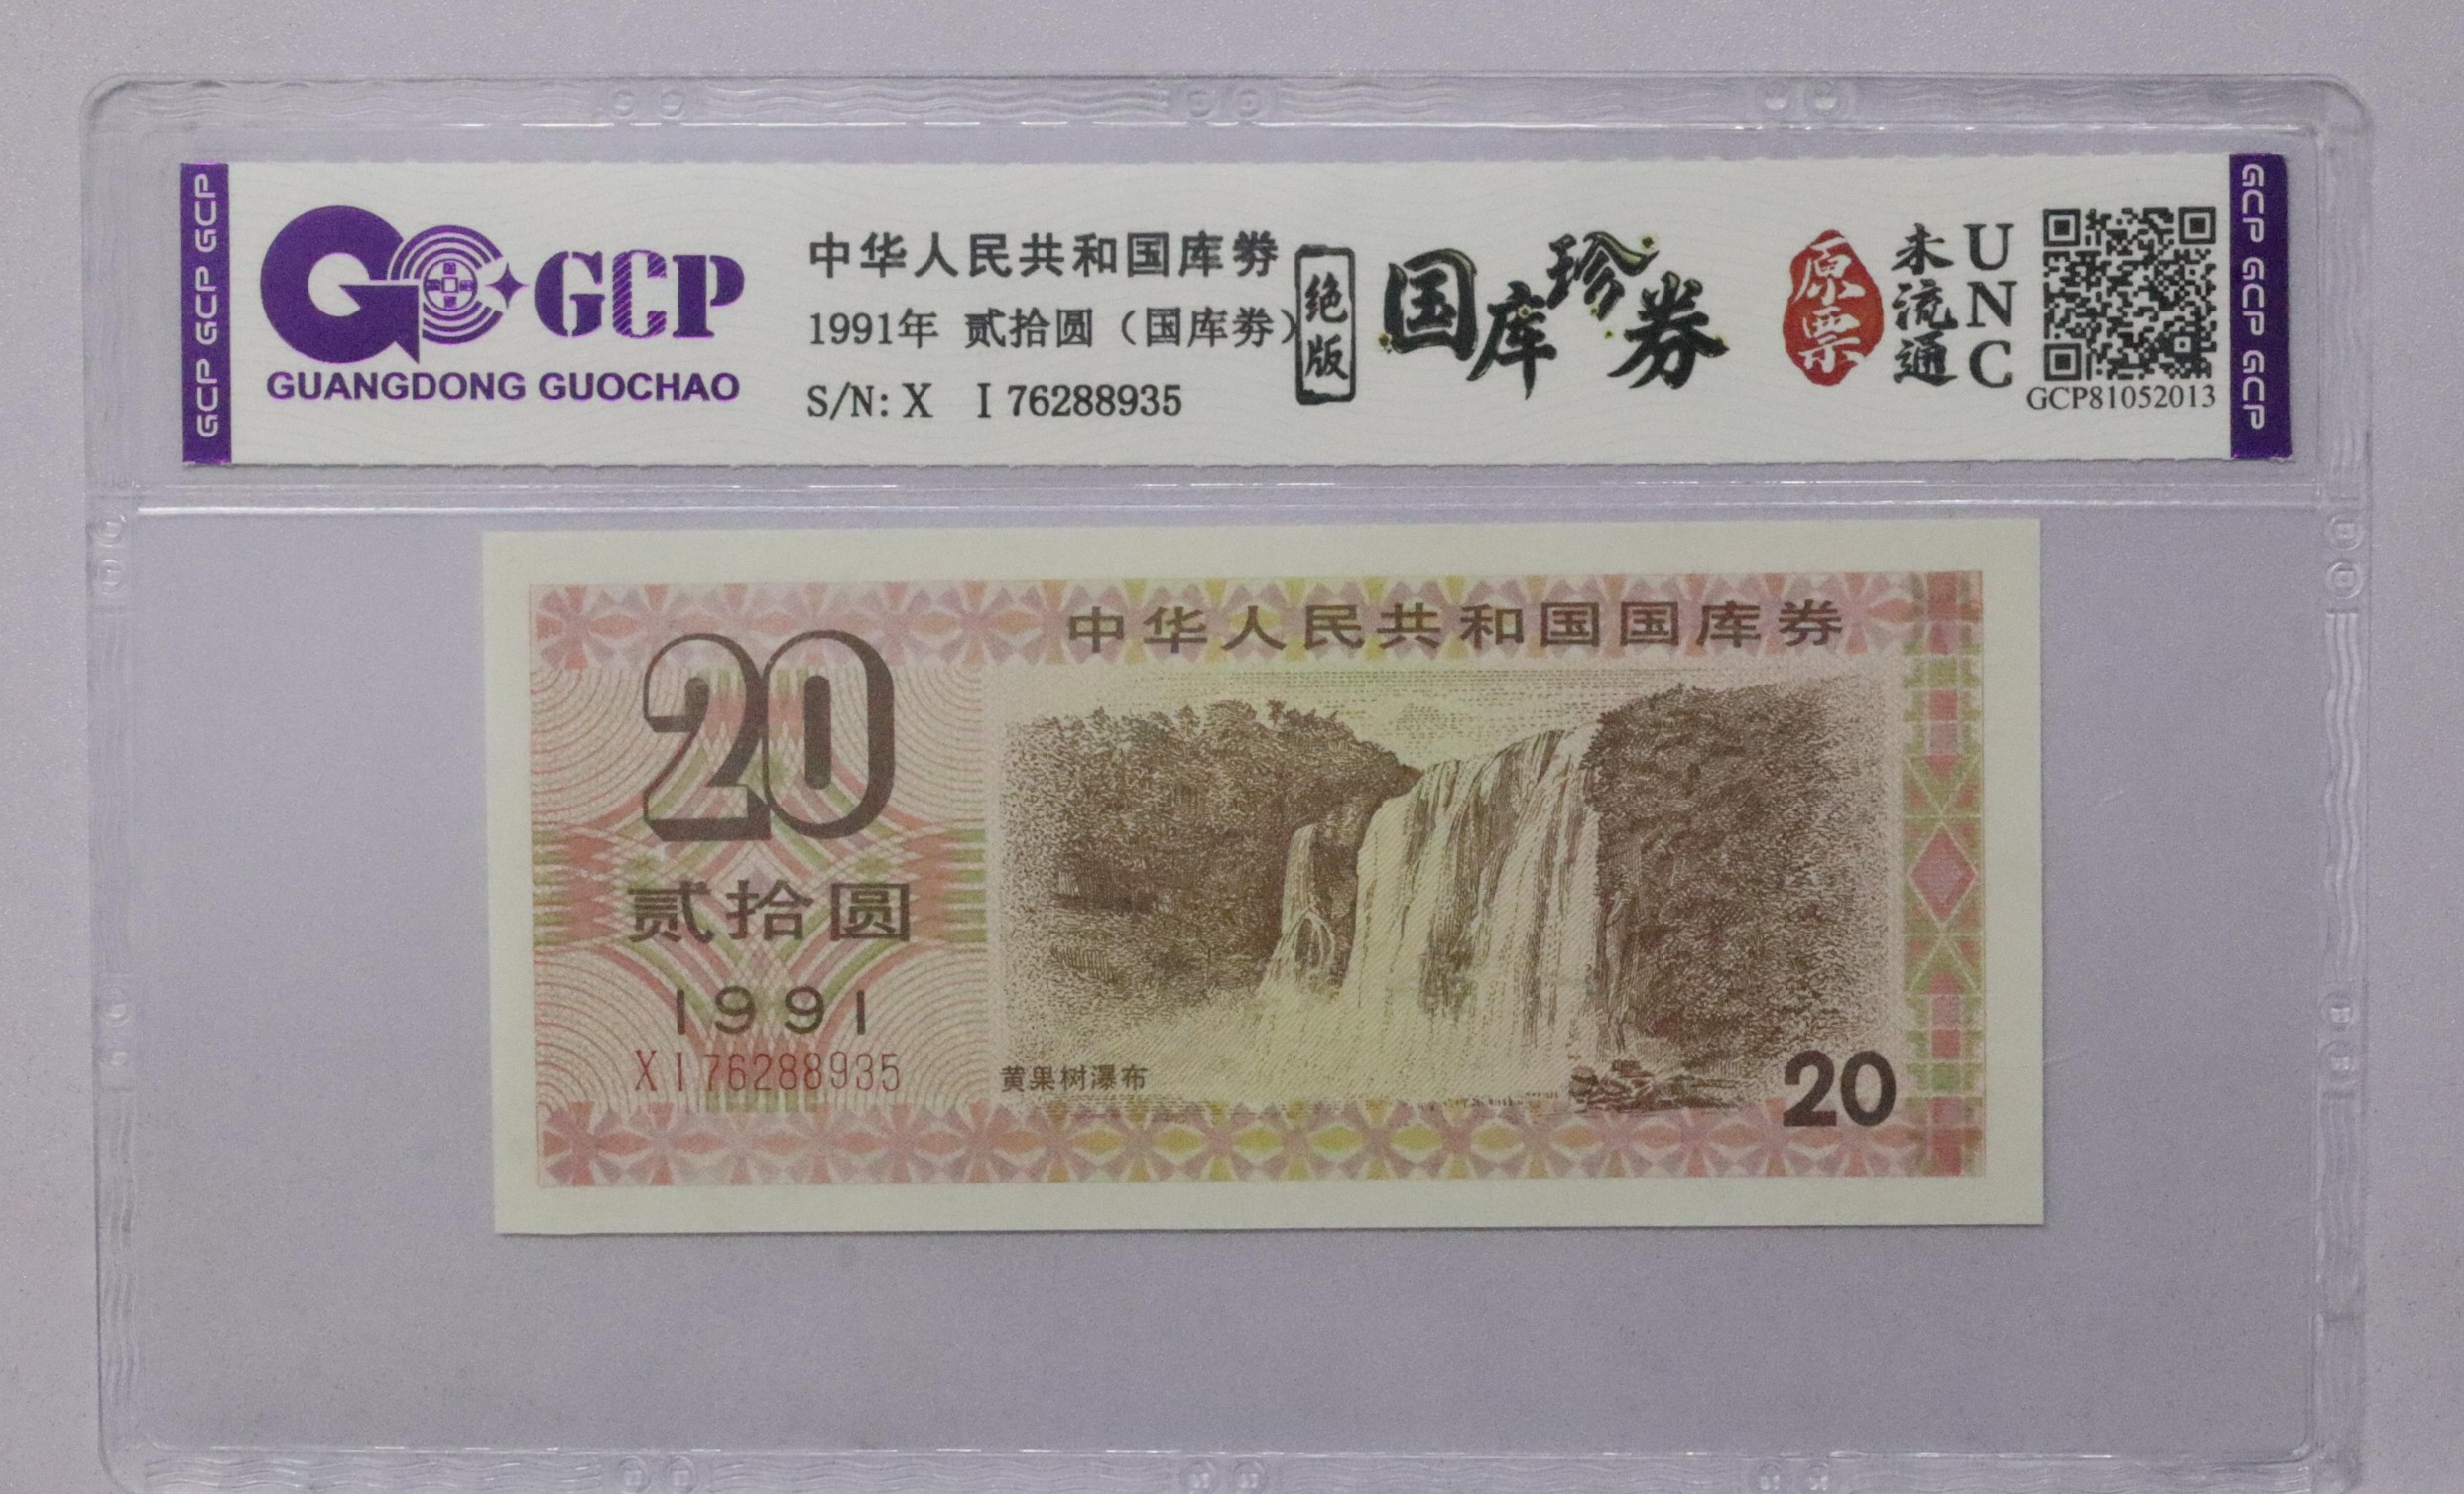 GCP GCP GCP
GCP
GUANGDONG GUOCHAO
中华人民共和国库券
1991年 贰拾圆（国库券）
S/N: X I 76288935
绝版
国库珍券
原票
未流通
UNC
GCP81052013
GCP GCP GCP
中华人民共和国国库券
20
贰拾圆
1991
X I 76288935
黄果树瀑布
20